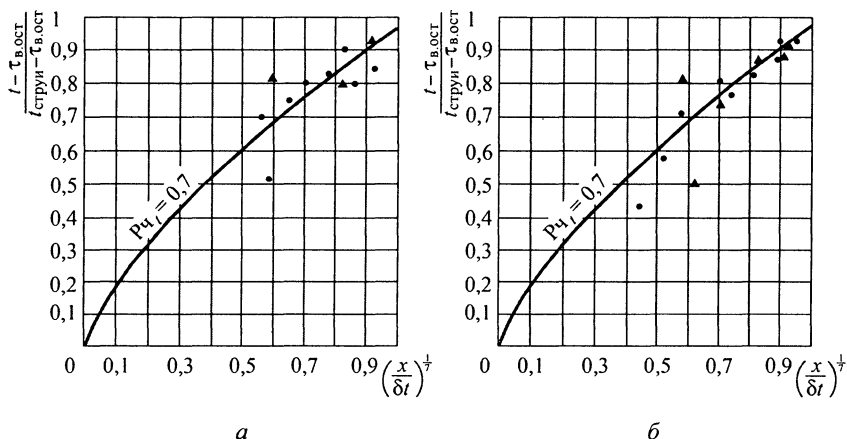 t – τв.ост
tструи – τв.ост
1
0,9
0,8
0,7
0,6
0,5
0,4
0,3
0,2
0,1
Pч t = 0,7
0 0,1 0,3 0,5 0,7 0,9 (x/δt)^1/7
а
t – τв.ост
tструи – τв.ост
1
0,9
0,8
0,7
0,6
0,5
0,4
0,3
0,2
0,1
Pч t = 0,7
0 0,1 0,3 0,5 0,7 0,9 (x/δt)^1/7
б